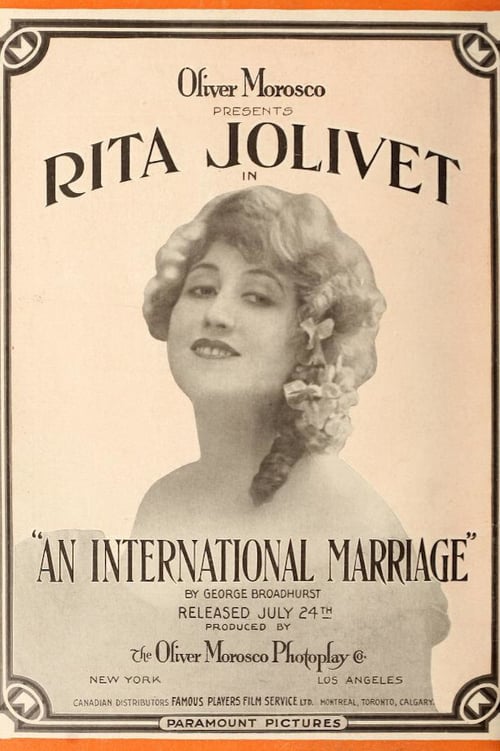 Oliver Morosco
PRESENTS
RITA JOLIVET
IN
"AN INTERNATIONAL MARRIAGE"
BY GEORGE BROADHURST
RELEASED JULY 24TH
PRODUCED BY
The Oliver Morosco Photoplay Co.
NEW YORK LOS ANGELES
CANADIAN DISTRIBUTORS FAMOUS PLAYERS FILM SERVICE LTD. MONTREAL, TORONTO, CALGARY.
PARAMOUNT PICTURES